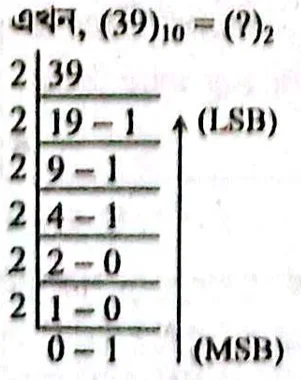 এখন, (39)₁₀ = (?)₂
2 | 39
2 | 19 – 1 (LSB)
2 | 9 – 1
2 | 4 – 1
2 | 2 – 0
2 | 1 – 0
0 – 1 (MSB)